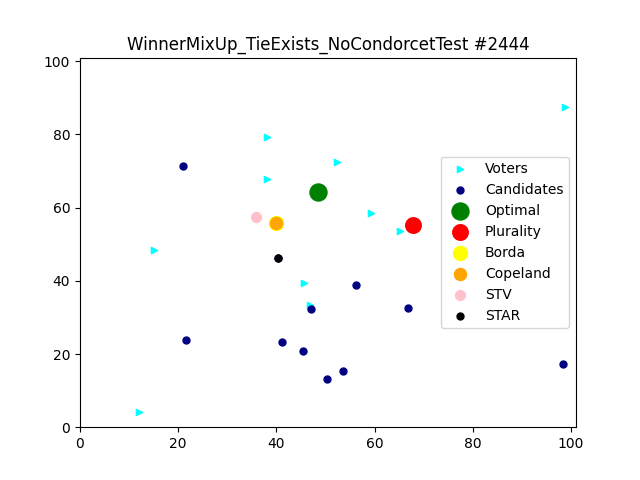 WinnerMixUp_TieExists_NoCondorcetTest #2444
100
80
60
40
20
0
0
20
40
60
80
100
Voters
Candidates
Optimal
Plurality
Borda
Copeland
STV
STAR